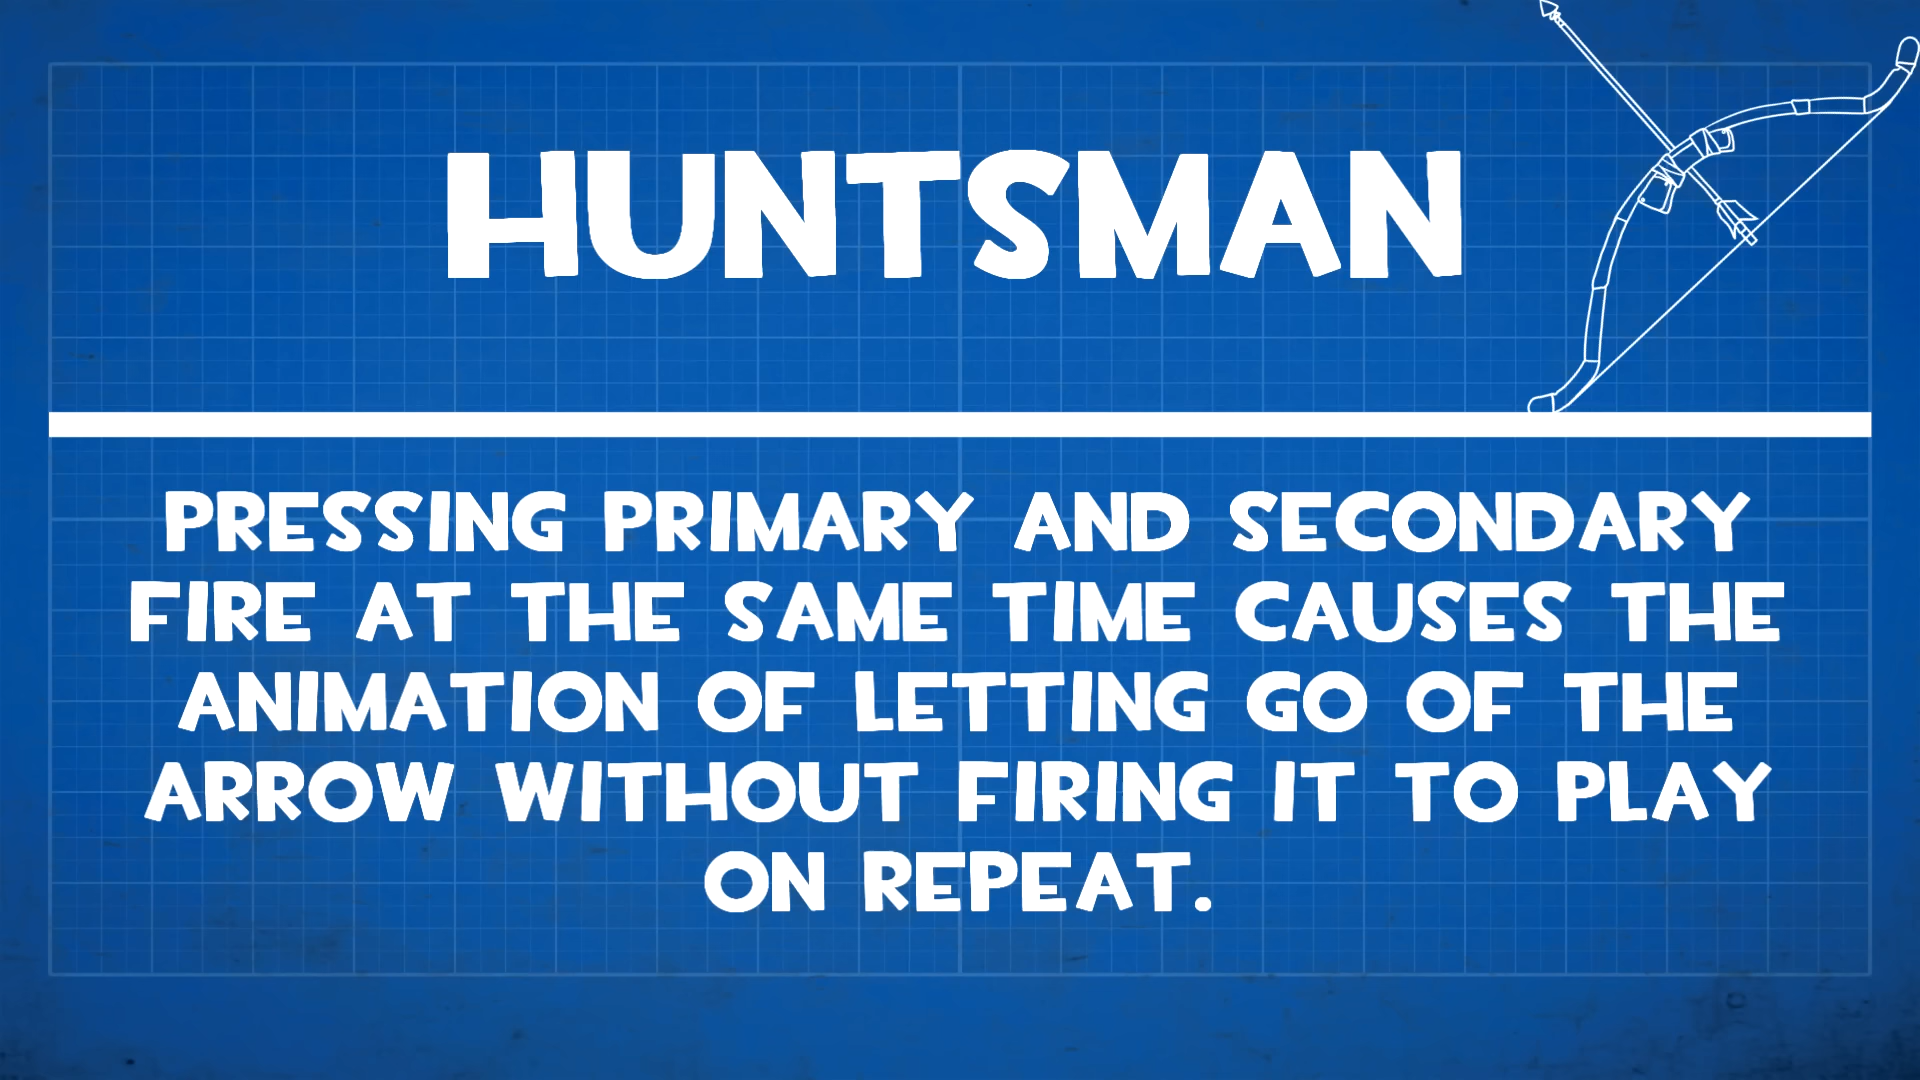 HUNTSMAN
PRESSING PRIMARY AND SECONDARY
FIRE AT THE SAME TIME CAUSES THE
ANIMATION OF LETTING GO OF THE
ARROW WITHOUT FIRING IT TO PLAY
ON REPEAT.